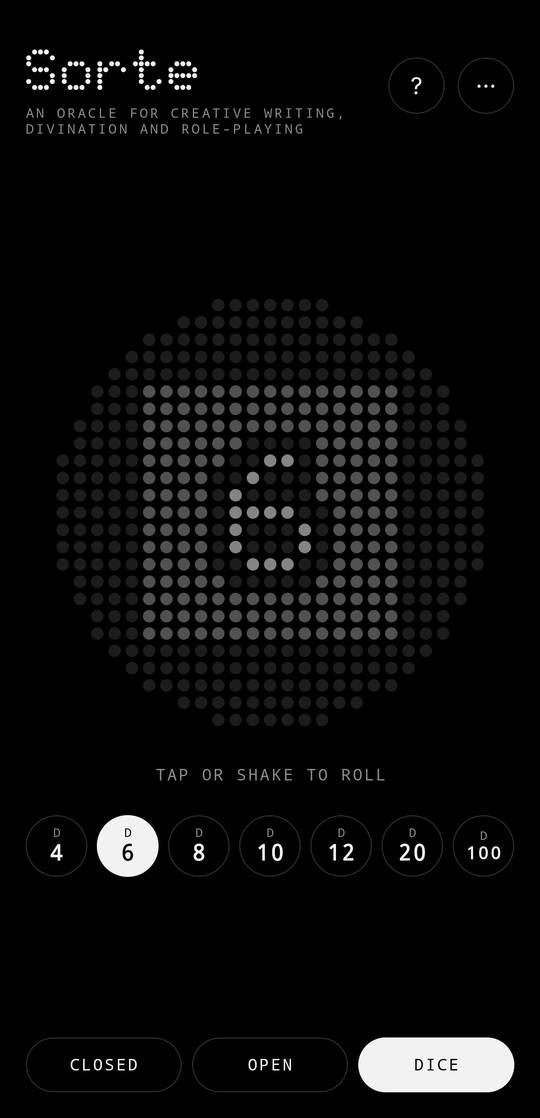 Sorte
AN ORACLE FOR CREATIVE WRITING,
DIVINATION AND ROLE-PLAYING
?
...
6
TAP OR SHAKE TO ROLL
D
4
D
6
D
8
D
10
D
12
D
20
D
100
CLOSED
OPEN
DICE